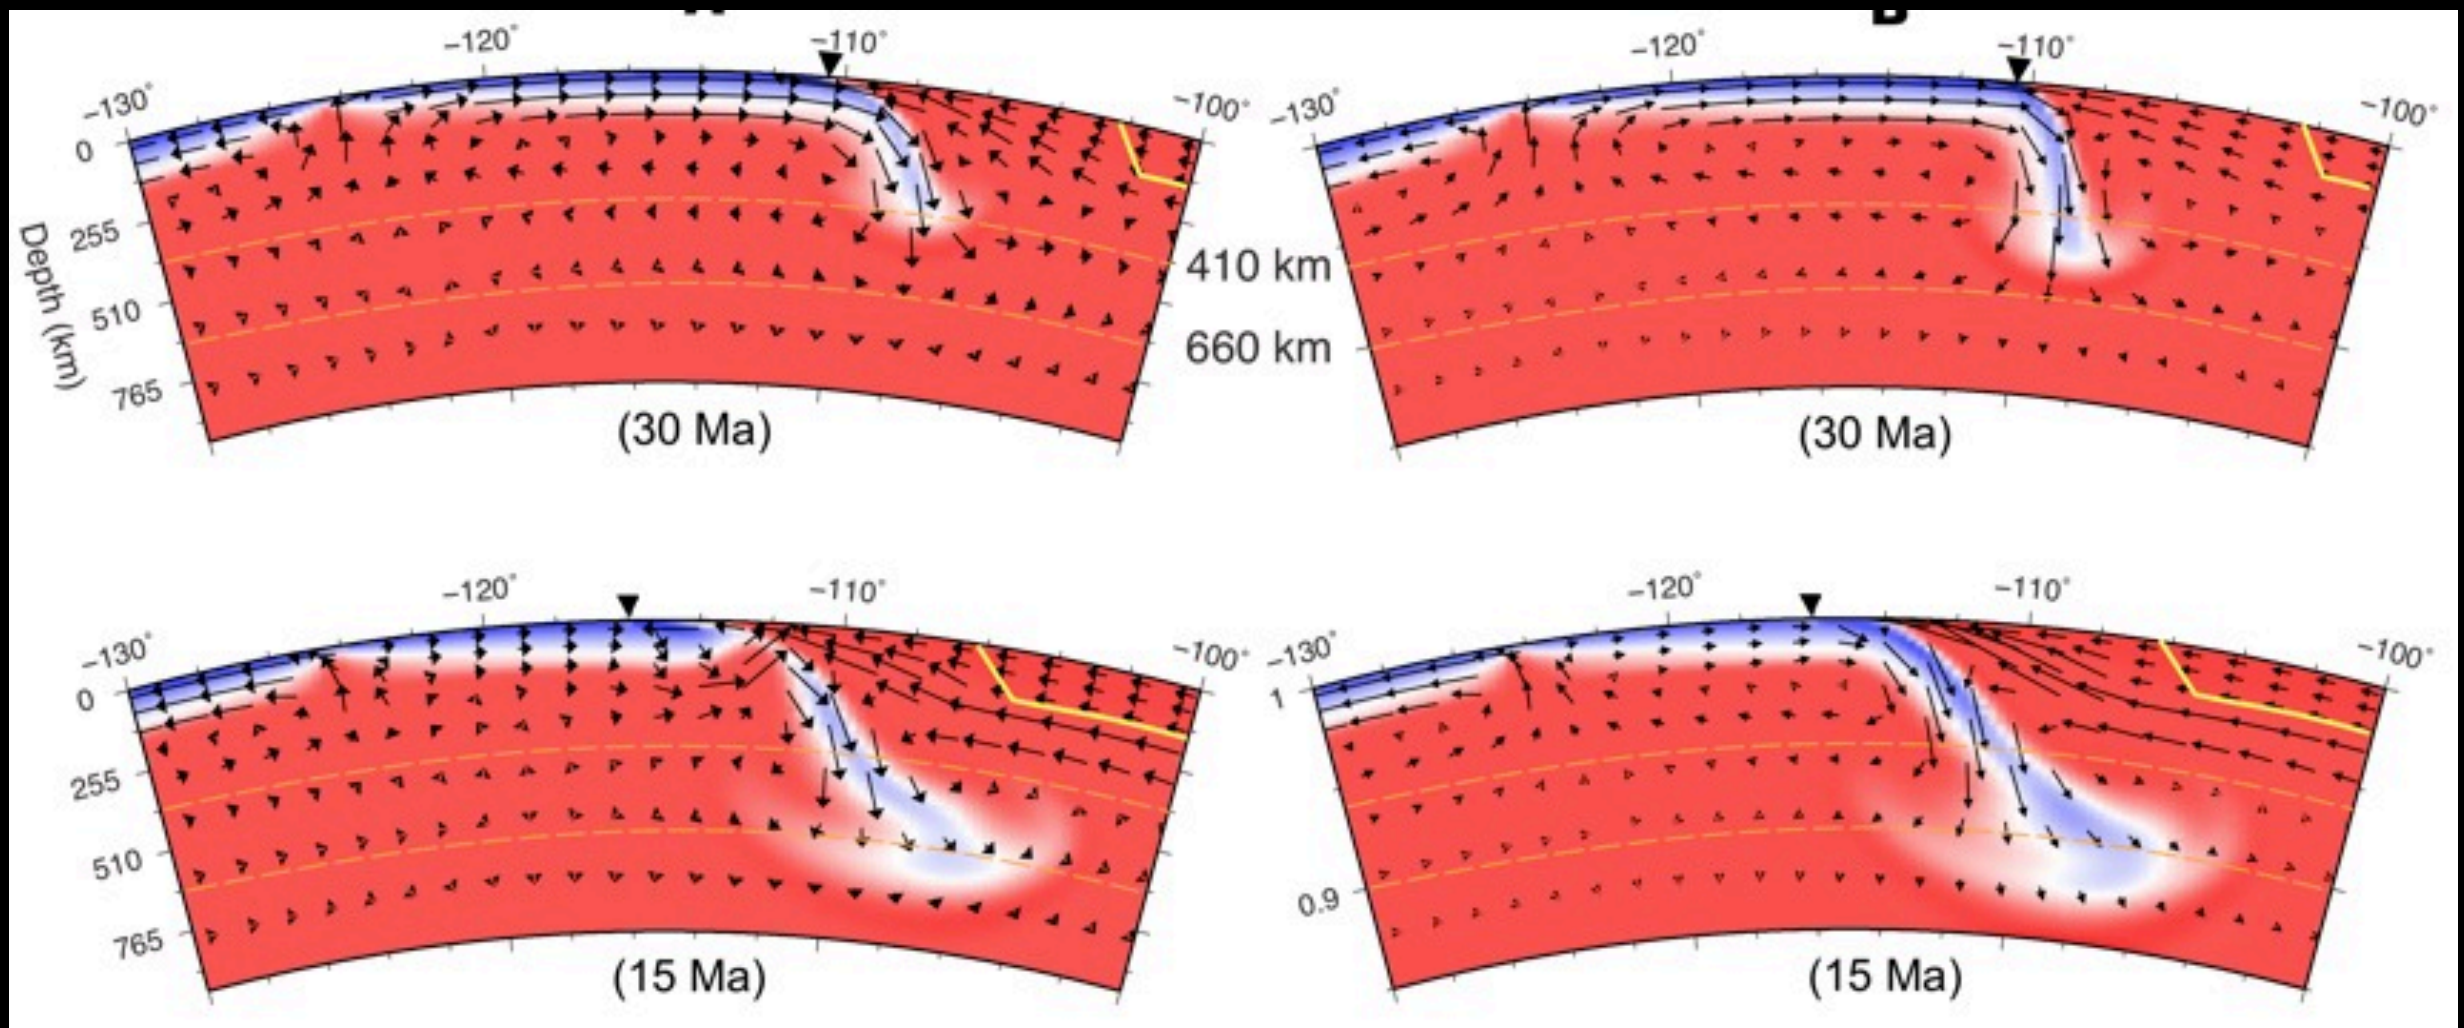 B
−120° −110° −120° −110°
−130° −100° −130° −100°
0
255
510
765
Depth (km)
410 km
660 km
(30 Ma) (30 Ma)
−120° −110° −120° −110°
−130° −100° −130° −100°
0 1
255
510
765
0.9
(15 Ma) (15 Ma)